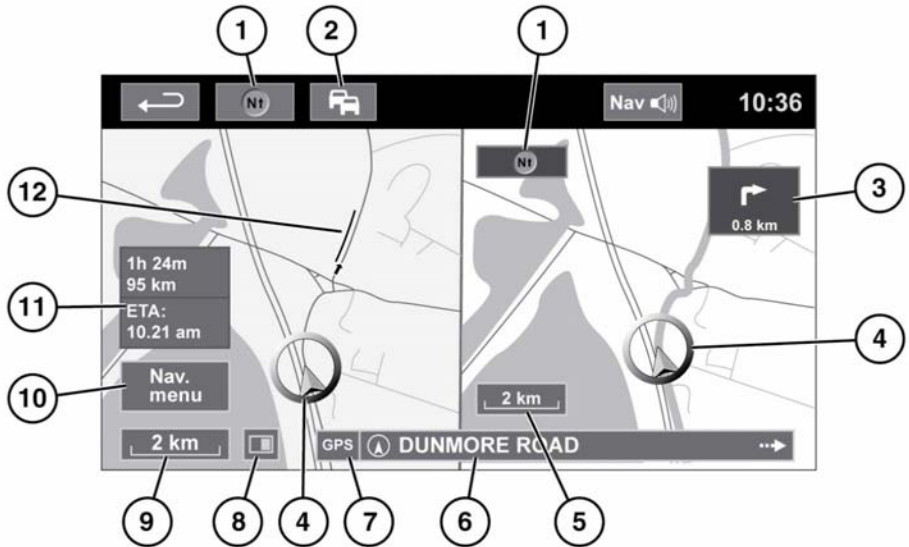 1 2 1
Nt Nav 10:36
Nt
3
0.8 km
12
1h 24m
95 km
11
ETA:
10.21 am
4
10
Nav.
menu
2 km
2 km
GPS DUNMORE ROAD
9 8 4 7 6 5